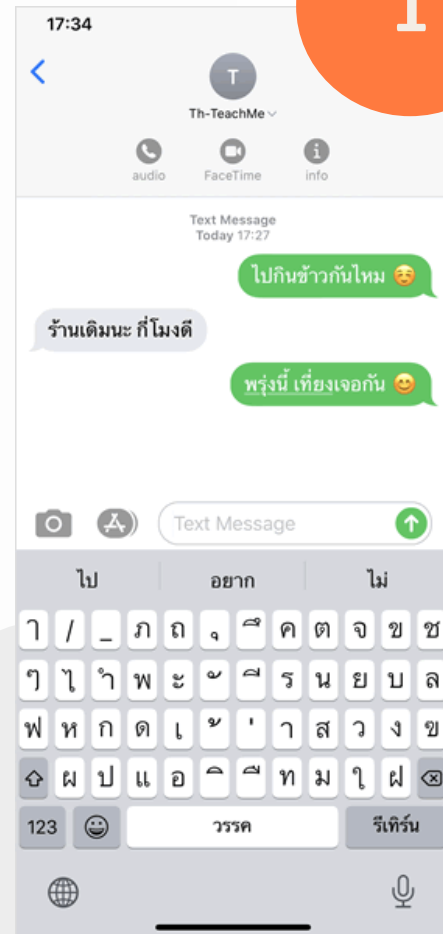 17:34
1
T
Th-TeachMe
audio FaceTime info
Text Message
Today 17:27
ไปกินข้าวกันไหม ☺️
ร้านเดิมนะ กี่โมงดี
พรุ่งนี้ เที่ยงเจอกัน 😊
Text Message
ไป อยาก ไม่
ๅ / _ ภ ถ ุ ึ ค ต จ ข ช
ๆ ไ ำ พ ะ ั ี ร น ย บ ล
ฟ ห ก ด เ ้ ่ า ส ว ง ฃ
ผ ป แ อ ิ ื ท ม ใ ฝ
123 วรรค รีเทิร์น